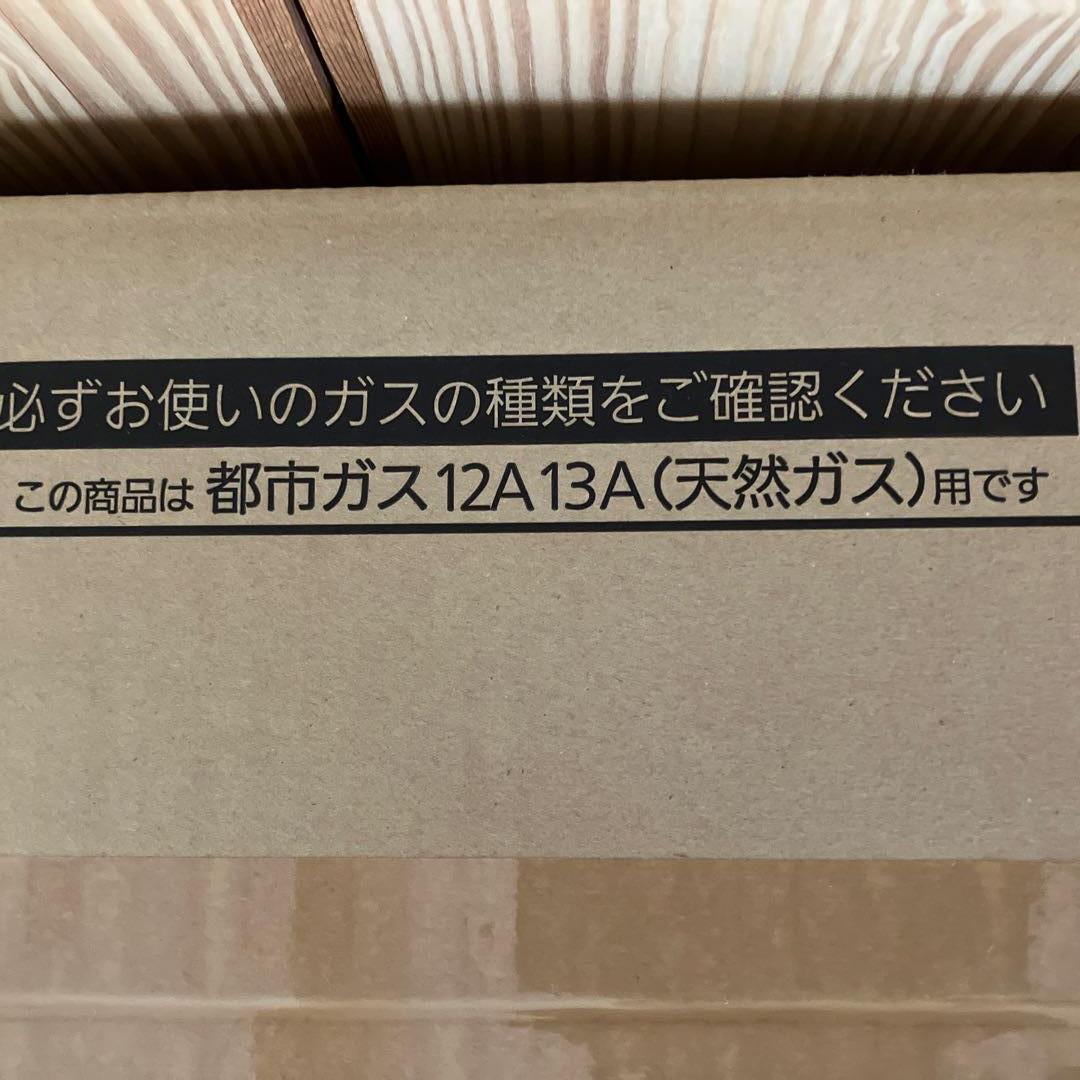 必ずお使いのガスの種類をご確認ください
この商品は 都市ガス12A13A(天然ガス)用です